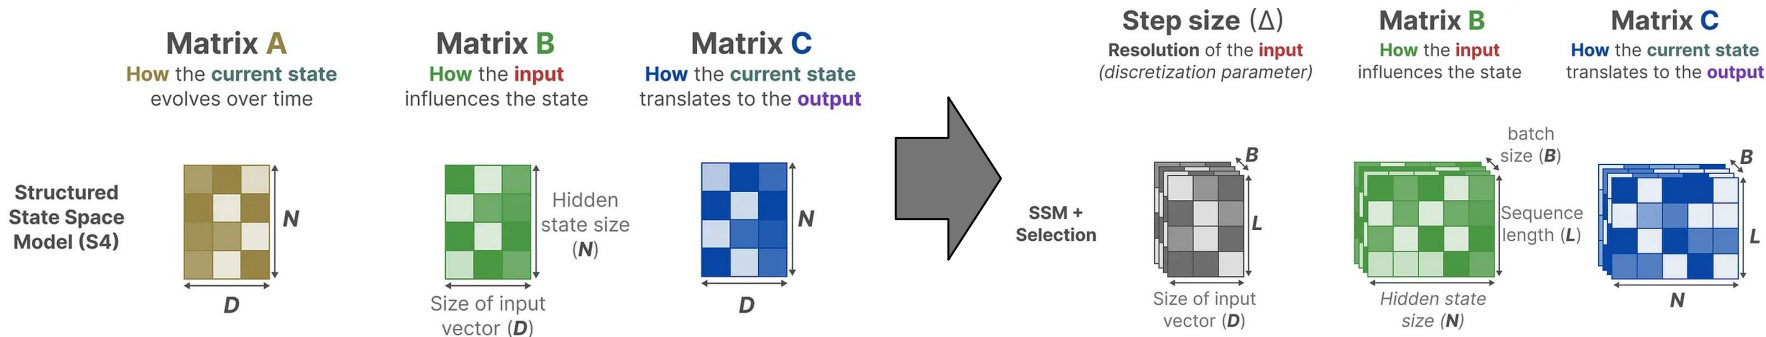 Matrix A
How the current state
evolves over time
Matrix B
How the input
influences the state
Matrix C
How the current state
translates to the output
Structured
State Space
Model (S4)
N
D
Hidden
state size
(N)
Size of input
vector (D)
N
D
Step size (Δ)
Resolution of the input
(discretization parameter)
Matrix B
How the input
influences the state
Matrix C
How the current state
translates to the output
SSM +
Selection
B
L
Size of input
vector (D)
batch
size (B)
Sequence
length (L)
Hidden state
size (N)
B
L
N